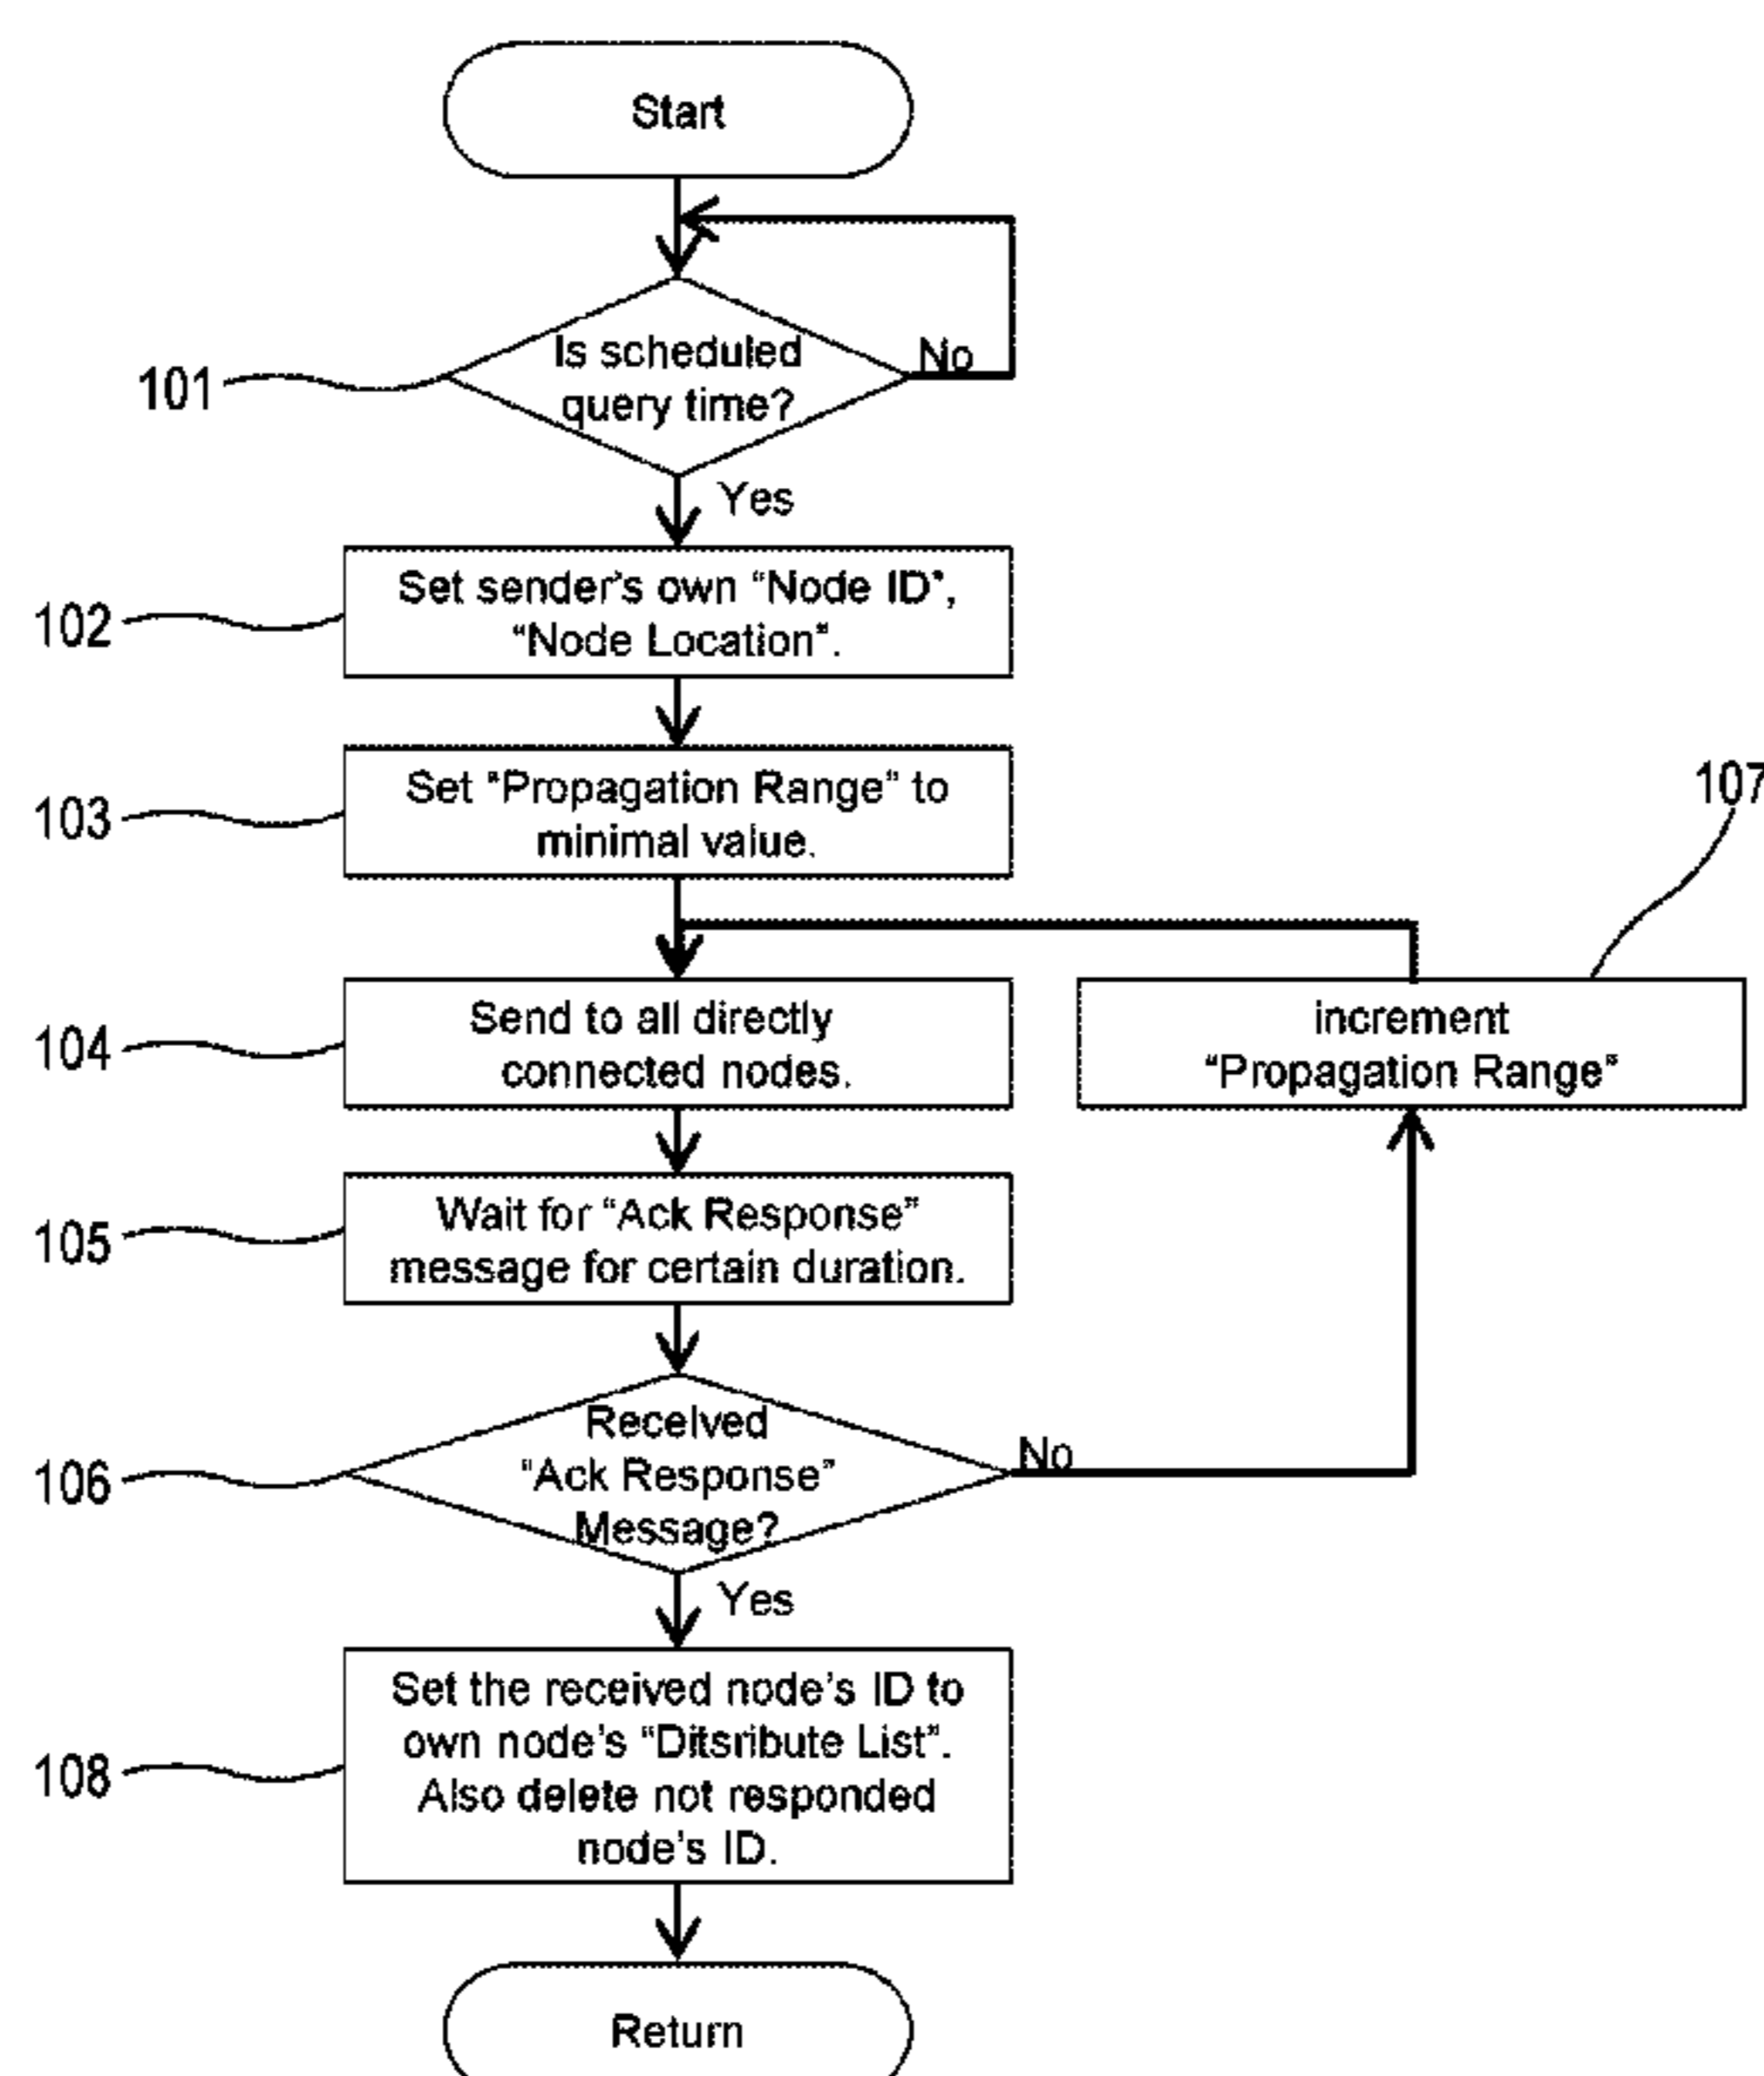 Start
Is scheduled
query time?
No
101
Yes
Set sender's own “Node ID”,
“Node Location”.
102
Set “Propagation Range” to
minimal value.
103
107
Send to all directly
connected nodes.
104
increment
“Propagation Range”
Wait for “Ack Response”
message for certain duration.
105
Received
“Ack Response”
Message?
No
106
Yes
Set the received node's ID to
own node's “Ditsribute List”.
Also delete not responded
node's ID.
108
Return